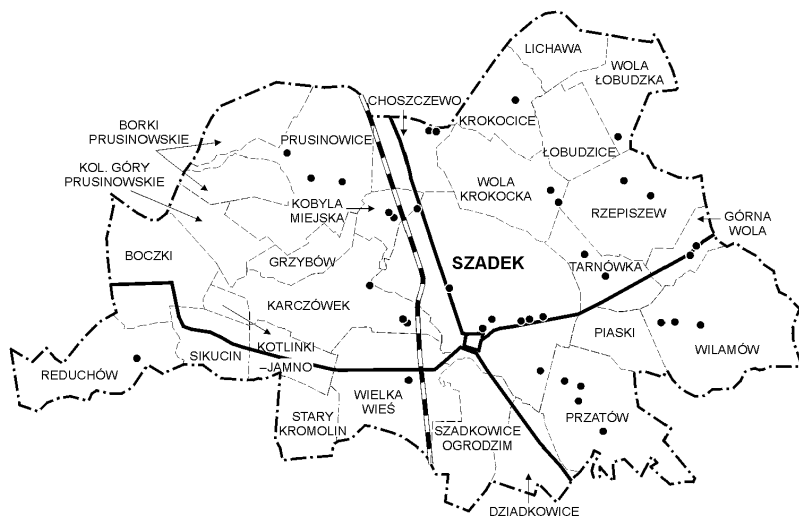 LICHAWA
WOLA
ŁOBUDZKA
CHOSZCZEWO
KROKOCICE
BORKI
PRUSINOWSKIE
PRUSINOWICE
ŁOBUDZICE
KOL. GÓRY
PRUSINOWSKIE
WOLA
KROKOCKA
KOBYLA
MIEJSKA
RZEPISZEW
GÓRNA
WOLA
BOCZKI
GRZYBÓW
SZADEK
TARNÓWKA
KARCZÓWEK
PIASKI
KOTLINKI
WILAMÓW
SIKUCIN
–JAMNO
REDUCHÓW
WIELKA
WIEŚ
STARY
KROMOLIN
SZADKOWICE
OGRODZIM
PRZATÓW
DZIADKOWICE